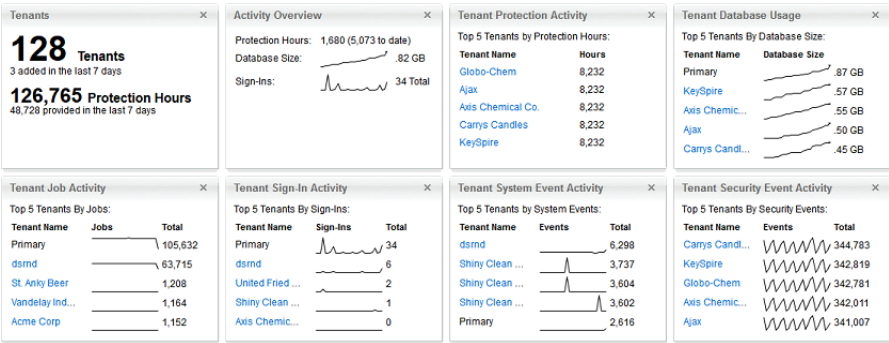 Tenants
128 Tenants
3 added in the last 7 days
126,765 Protection Hours
48,728 provided in the last 7 days
Activity Overview
Protection Hours: 1,680 (5,073 to date)
Database Size: .82 GB
Sign-Ins: 34 Total
Tenant Protection Activity
Top 5 Tenants by Protection Hours:
Tenant Name Hours
Globo-Chem 8,232
Ajax 8,232
Axis Chemical Co. 8,232
Carrys Candles 8,232
KeySpire 8,232
Tenant Database Usage
Top 5 Tenants By Database Size:
Tenant Name Database Size
Primary .87 GB
KeySpire .57 GB
Axis Chemic... .55 GB
Ajax .50 GB
Carrys Candl... .45 GB
Tenant Job Activity
Top 5 Tenants By Jobs:
Tenant Name Jobs Total
Primary 105,632
dsrnd 63,715
St. Anky Beer 1,208
Vandelay Ind... 1,164
Acme Corp 1,152
Tenant Sign-In Activity
Top 5 Tenants By Sign-Ins:
Tenant Name Sign-Ins Total
Primary 34
dsrnd 6
United Fried ... 2
Shiny Clean ... 1
Axis Chemic... 0
Tenant System Event Activity
Top 5 Tenants by System Events:
Tenant Name Events Total
dsrnd 6,298
Shiny Clean ... 3,737
Shiny Clean ... 3,604
Shiny Clean ... 3,602
Primary 2,616
Tenant Security Event Activity
Top 5 Tenants By Security Events:
Tenant Name Events Total
Carrys Candl... 344,783
KeySpire 342,819
Globo-Chem 342,781
Axis Chemic... 342,011
Ajax 341,007